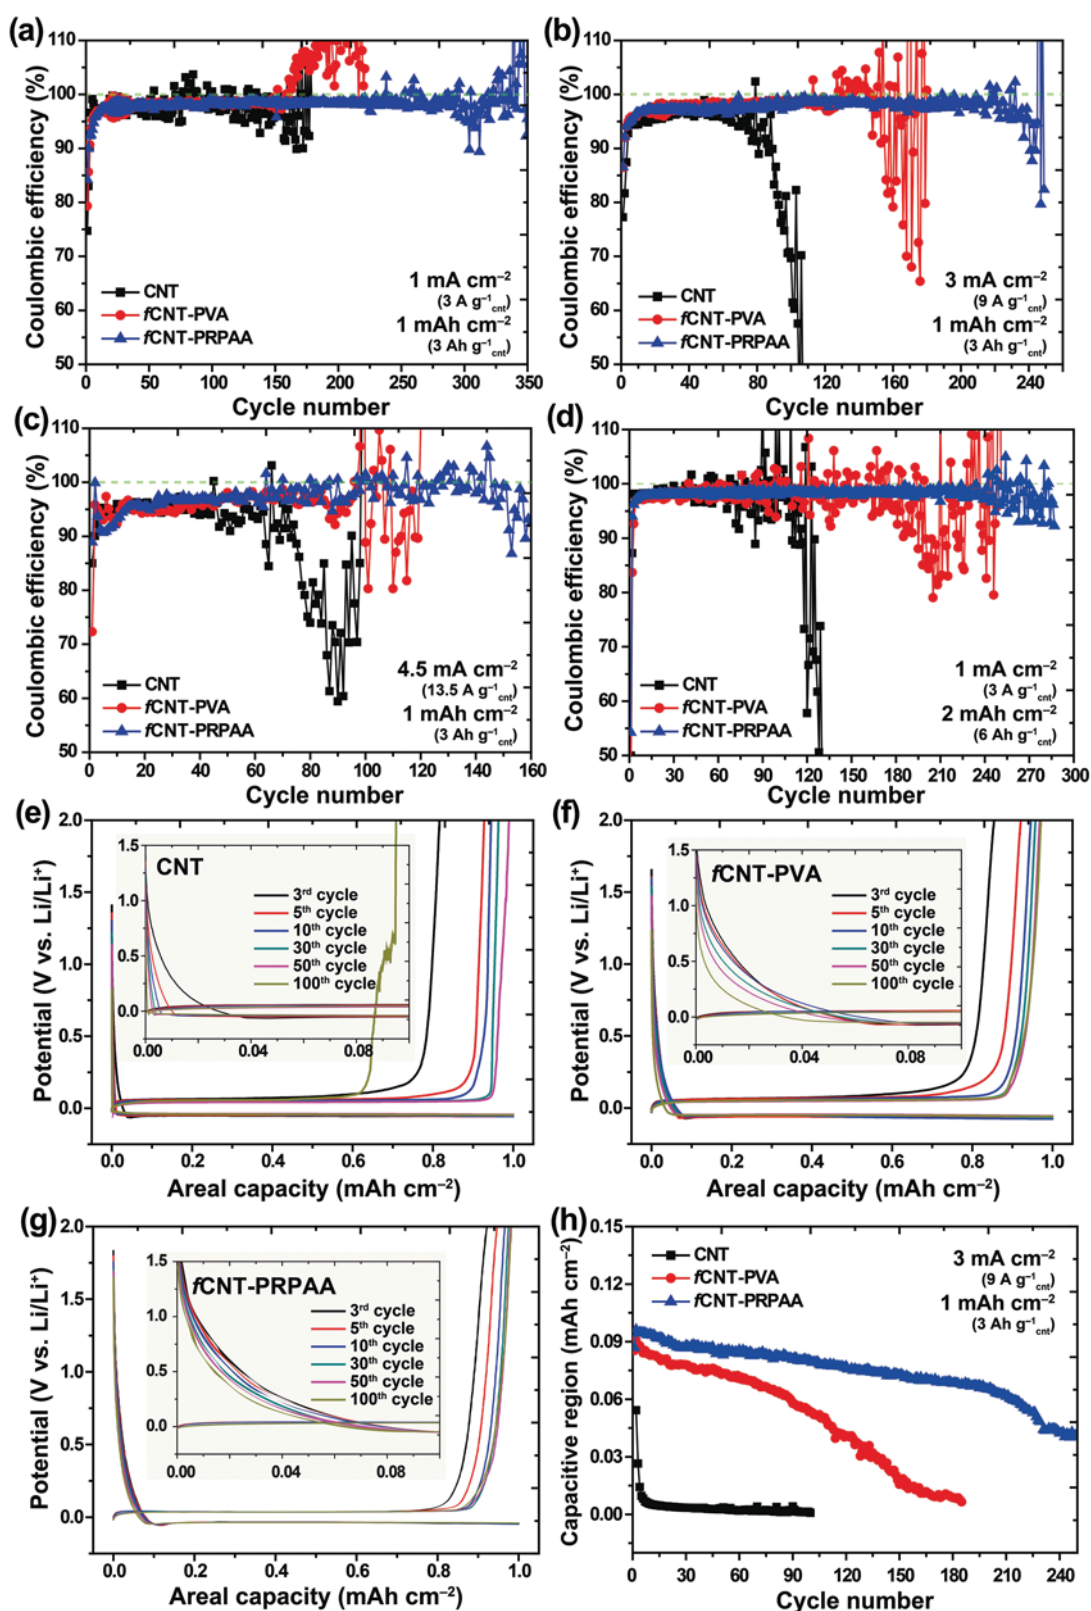 (a)
Coulombic efficiency (%)
110
100
90
80
70
60
50
CNT
fCNT-PVA
fCNT-PRPAA
1 mA cm⁻²
(3 A g⁻¹cnt)
1 mAh cm⁻²
(3 Ah g⁻¹cnt)
0 50 100 150 200 250 300 350
Cycle number
(b)
Coulombic efficiency (%)
110
100
90
80
70
60
50
CNT
fCNT-PVA
fCNT-PRPAA
3 mA cm⁻²
(9 A g⁻¹cnt)
1 mAh cm⁻²
(3 Ah g⁻¹cnt)
0 40 80 120 160 200 240
Cycle number
(c)
Coulombic efficiency (%)
110
100
90
80
70
60
50
CNT
fCNT-PVA
fCNT-PRPAA
4.5 mA cm⁻²
(13.5 A g⁻¹cnt)
1 mAh cm⁻²
(3 Ah g⁻¹cnt)
0 20 40 60 80 100 120 140 160
Cycle number
(d)
Coulombic efficiency (%)
110
100
90
80
70
60
50
CNT
fCNT-PVA
fCNT-PRPAA
1 mA cm⁻²
(3 A g⁻¹cnt)
2 mAh cm⁻²
(6 Ah g⁻¹cnt)
0 30 60 90 120 150 180 210 240 270 300
Cycle number
(e)
Potential (V vs. Li/Li⁺)
2.0
1.5
1.0
0.5
0.0
1.5
1.0
0.5
0.0
CNT
3rd cycle
5th cycle
10th cycle
30th cycle
50th cycle
100th cycle
0.00 0.04 0.08
0.0 0.2 0.4 0.6 0.8 1.0
Areal capacity (mAh cm⁻²)
(f)
Potential (V vs. Li/Li⁺)
2.0
1.5
1.0
0.5
0.0
1.5
1.0
0.5
0.0
fCNT-PVA
3rd cycle
5th cycle
10th cycle
30th cycle
50th cycle
100th cycle
0.00 0.04 0.08
0.0 0.2 0.4 0.6 0.8 1.0
Areal capacity (mAh cm⁻²)
(g)
Potential (V vs. Li/Li⁺)
2.0
1.5
1.0
0.5
0.0
1.5
1.0
0.5
0.0
fCNT-PRPAA
3rd cycle
5th cycle
10th cycle
30th cycle
50th cycle
100th cycle
0.00 0.04 0.08
0.0 0.2 0.4 0.6 0.8 1.0
Areal capacity (mAh cm⁻²)
(h)
Capacitive region (mAh cm⁻²)
0.15
0.12
0.09
0.06
0.03
0.00
CNT
fCNT-PVA
fCNT-PRPAA
3 mA cm⁻²
(9 A g⁻¹cnt)
1 mAh cm⁻²
(3 Ah g⁻¹cnt)
0 30 60 90 120 150 180 210 240
Cycle number